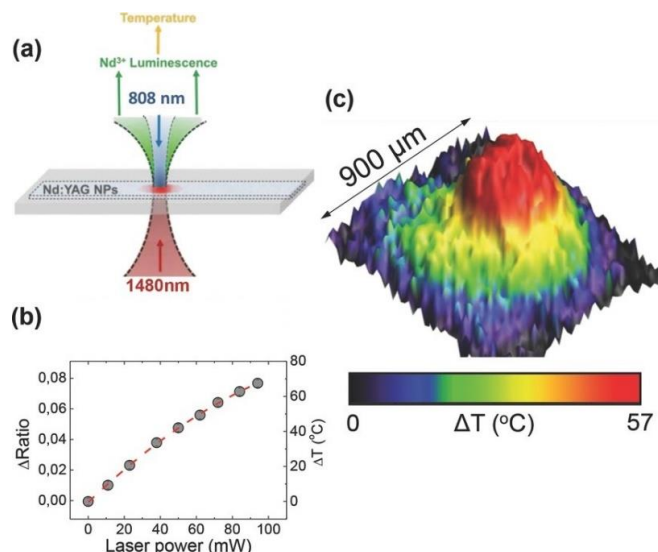 (a)
Temperature
Nd³⁺ Luminescence
808 nm
Nd:YAG NPs
1480nm
(b)
0,08
0,06
0,04
0,02
0,00
ΔRatio
80
60
40
20
0
ΔT (°C)
0 20 40 60 80 100
Laser power (mW)
(c)
900 µm
0 ΔT (°C) 57